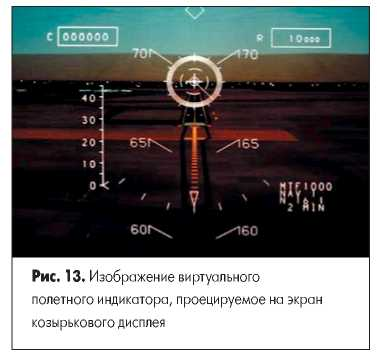 C 000000 R 10000
70 170
40
30
20 65 165
10
0
MIF1000
NAV 1
2 MIN
60 160
Рис. 13. Изображение виртуального
полетного индикатора, проецируемое на экран
козырькового дисплея